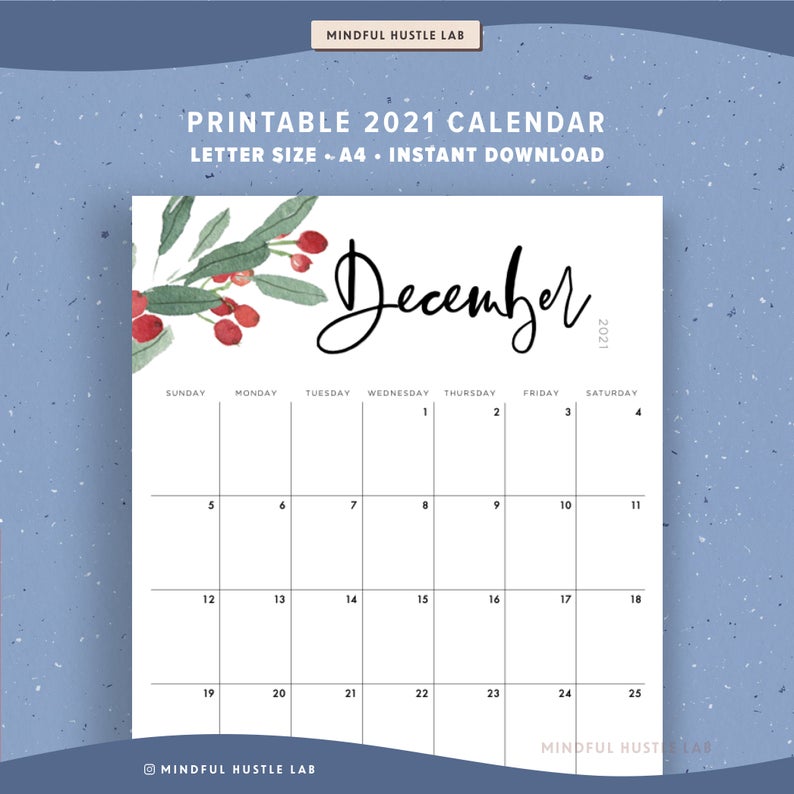 MINDFUL HUSTLE LAB
PRINTABLE 2021 CALENDAR
LETTER SIZE • A4 • INSTANT DOWNLOAD
December
2021
SUNDAY MONDAY TUESDAY WEDNESDAY THURSDAY FRIDAY SATURDAY
1 2 3 4
5 6 7 8 9 10 11
12 13 14 15 16 17 18
19 20 21 22 23 24 25
MINDFUL HUSTLE LAB
MINDFUL HUSTLE LAB